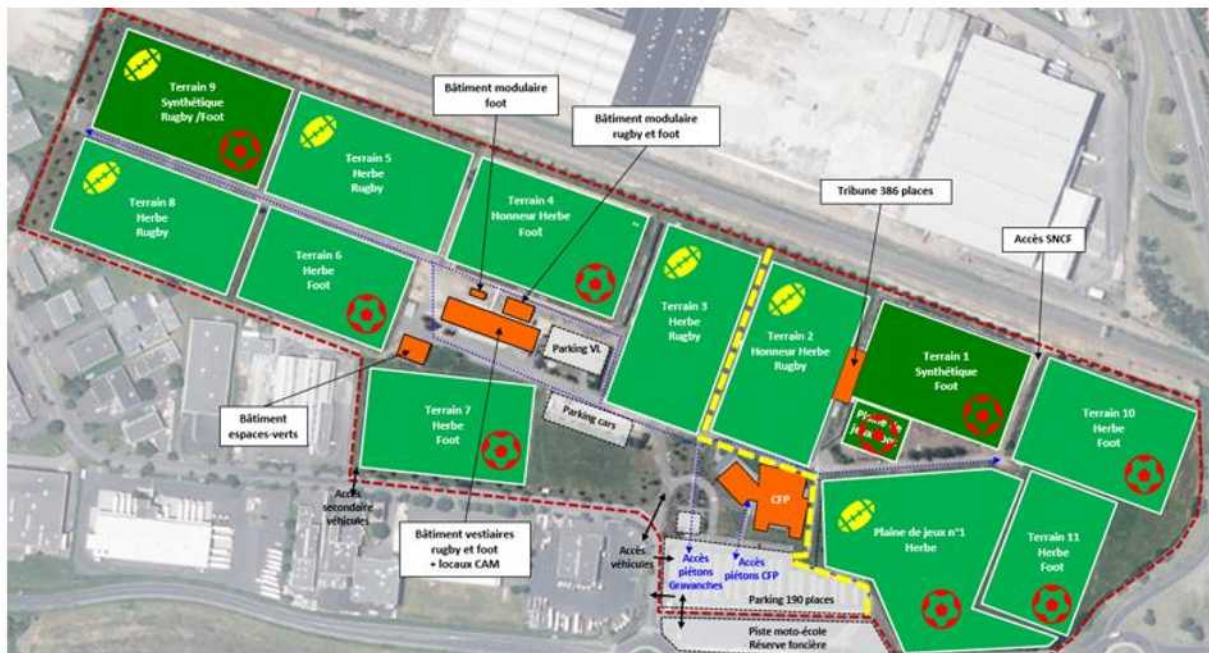 Bâtiment modulaire
foot
Bâtiment modulaire
rugby et foot
Terrain 9
Synthétique
Rugby /Foot
Terrain 5
Herbe
Rugby
Terrain 4
Honneur Herbe
Foot
Tribune 386 places
Accès SNCF
Terrain 8
Herbe
Rugby
Terrain 6
Herbe
Foot
Terrain 3
Herbe
Rugby
Terrain 2
Honneur Herbe
Rugby
Terrain 1
Synthétique
Foot
Parking VL
Parking cars
Terrain 10
Herbe
Foot
Bâtiment
espaces-verts
Terrain 7
Herbe
Foot
Plaine de
CFP
Accès
secondaire
véhicules
Bâtiment vestiaires
rugby et foot
+ locaux CAM
Plaine de jeux n°1
Herbe
Terrain 11
Herbe
Foot
Accès
véhicules
Accès
piétons
Gravanches
Accès
piétons CFP
Parking 190 places
Piste moto-école
Réserve foncière